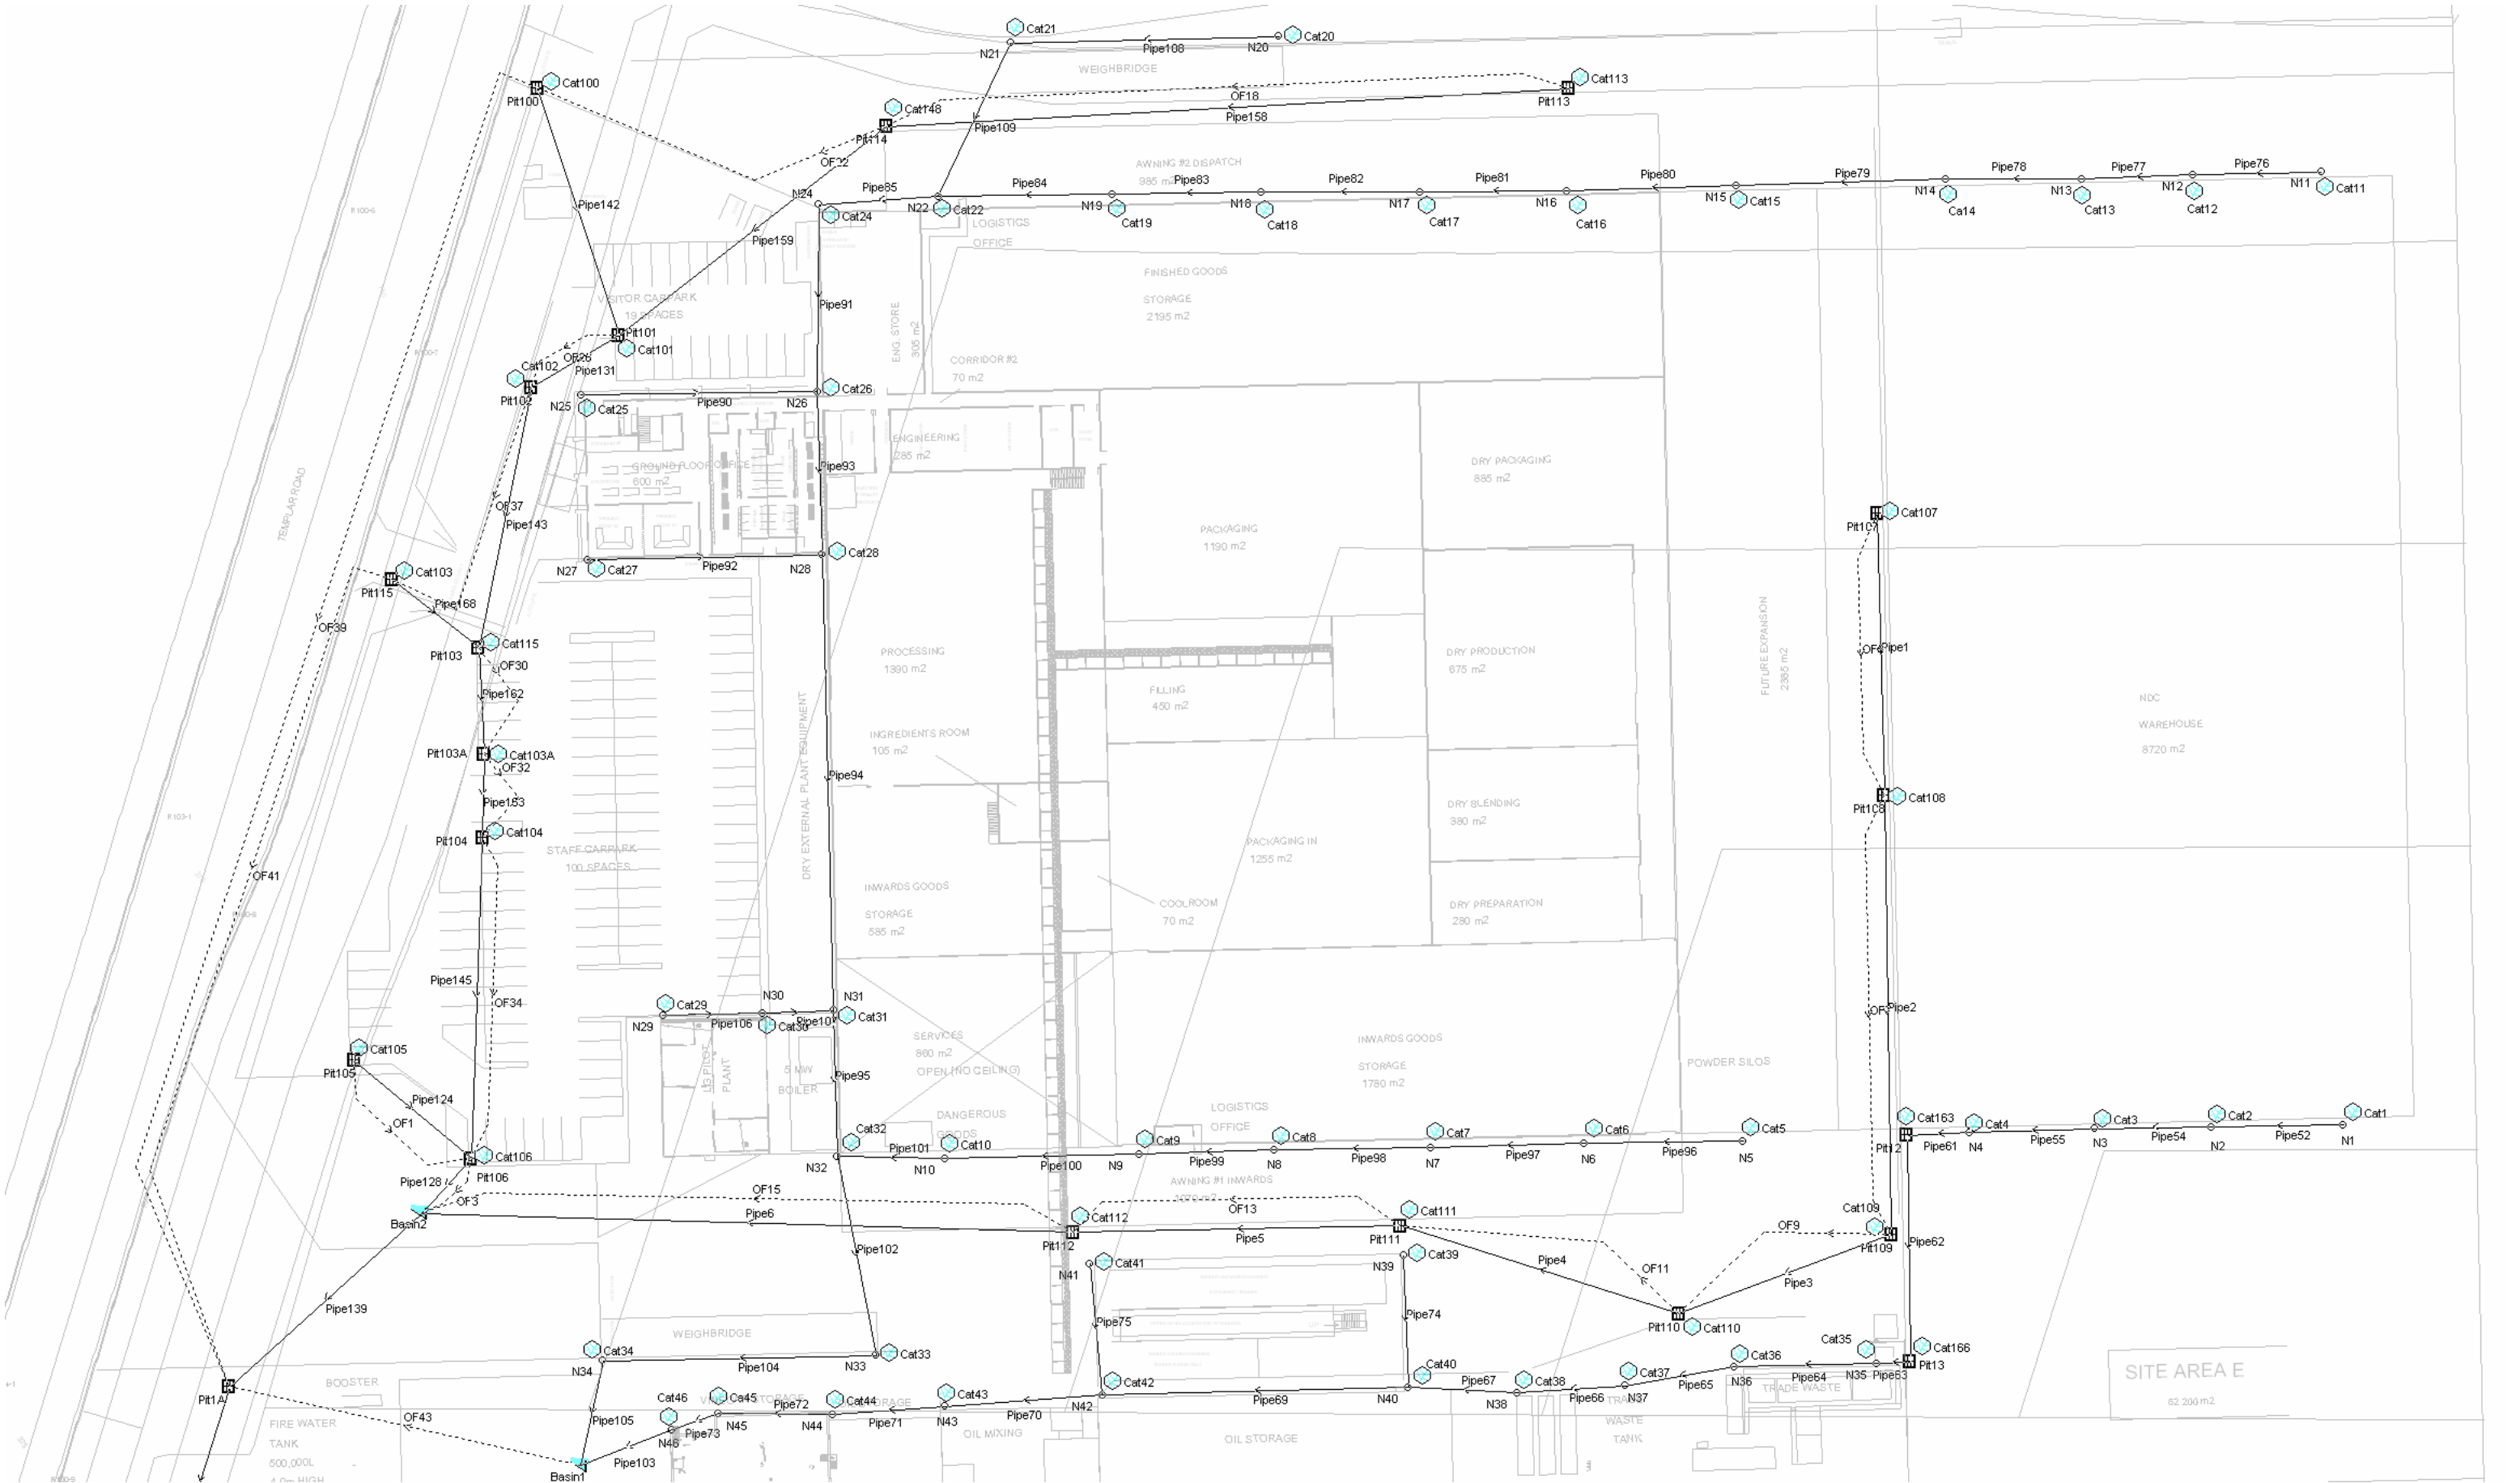 Cat21
Cat20
N21
Pipe108
N20
WEIGHBRIDGE
Cat100
Pit100
Cat113
Pit113
OF18
Cat148
Pit114
Pipe109
Pipe158
OF22
AWNING #2 DISPATCH
985 m2
Pipe85
Pipe84
Pipe83
Pipe82
Pipe81
Pipe80
Pipe79
Pipe78
Pipe77
Pipe76
N24
N22
N19
N18
N17
N16
N15
N14
N13
N12
N11
Cat24
Cat22
Cat19
Cat18
Cat17
Cat16
Cat15
Ca14
Cat13
Cat12
Cat11
Pipe142
Pipe159
LOGISTICS
OFFICE
FINISHED GOODS
STORAGE
2195 m2
VISITOR CARPARK
19 SPACES
Pipe91
ENG. STORE
305 m2
Pit101
Cat101
OF26
Pipe131
Cat102
Pit102
CORRIDOR #2
70 m2
N25
Cat25
Pipe90
N26
Cat26
ENGINEERING
285 m2
GROUND FLOOR OFFICE
600 m2
Pipe93
DRY PACKAGING
885 m2
TEMPLAR ROAD
OF37
Pipe143
PACKAGING
1190 m2
Cat107
Pit107
N27
Cat27
Pipe92
N28
Cat28
Cat103
Pit115
Pipe168
OF39
Cat115
Pit103
OF30
Pipe162
PROCESSING
1390 m2
FILLING
450 m2
DRY PRODUCTION
675 m2
FUTURE EXPANSION
2385 m2
Pipe1
NDC
WAREHOUSE
8720 m2
Pit103A
Cat103A
OF32
Pipe163
DRY EXTERNAL PLANT EQUIPMENT
Pipe94
INGREDIENTS ROOM
105 m2
DRY BLENDING
380 m2
Cat108
Pit108
Cat104
Pit104
STAFF CARPARK
100 SPACES
OF41
PACKAGING IN
1255 m2
INWARDS GOODS
STORAGE
585 m2
COOLROOM
70 m2
DRY PREPARATION
280 m2
Pipe145
OF34
Cat29
N29
Pipe106
N30
Cat30
N31
Cat31
Pipe2
Cat105
Pit105
Pipe124
OF1
PLANT
5 MW
BOILER
Pipe95
SERVICES
860 m2
OPEN (NO CEILING)
INWARDS GOODS
STORAGE
1780 m2
POWDER SILOS
DANGEROUS
GOODS
LOGISTICS
OFFICE
Cat32
N32
Pipe101
Cat10
N10
Pipe100
Cat9
N9
Pipe99
Cat8
N8
Pipe98
Cat7
N7
Pipe97
Cat6
N6
Pipe96
Cat5
N5
Cat163
Pit12
Pipe61
Cat4
N4
Pipe55
Cat3
N3
Pipe54
Cat2
N2
Pipe52
Cat1
N1
Cat106
Pit106
Pipe128
OF3
Basin2
OF15
Pipe6
AWNING #1 INWARDS
1070 m2
Cat112
Pit112
OF13
Pipe5
Cat111
Pit111
Pipe4
OF11
OF9
Cat109
Pit109
Pipe3
Pipe62
Pipe102
N41
Cat41
N39
Cat39
Pipe139
Pipe75
Pipe74
Pit110
Cat110
WEIGHBRIDGE
Cat34
N34
Pipe104
N33
Cat33
Cat35
Cat166
Pit13
N35
Pipe63
Pipe64
Cat36
N36
Pipe65
Cat37
N37
Pipe66
Cat38
N38
Pipe67
Cat40
N40
Pipe69
Cat42
N42
Pipe70
Cat43
N43
Pipe71
Cat44
N44
Pipe72
Cat45
N45
Cat46
N46
Pipe73
Pipe103
Pipe105
Basin1
Pit1A
OF43
BOOSTER
FIRE WATER
TANK
500,000L
4.0m HIGH
STORAGE
OIL MIXING
OIL STORAGE
TRADE WASTE
WASTE
TANK
SITE AREA E
62 200 m2